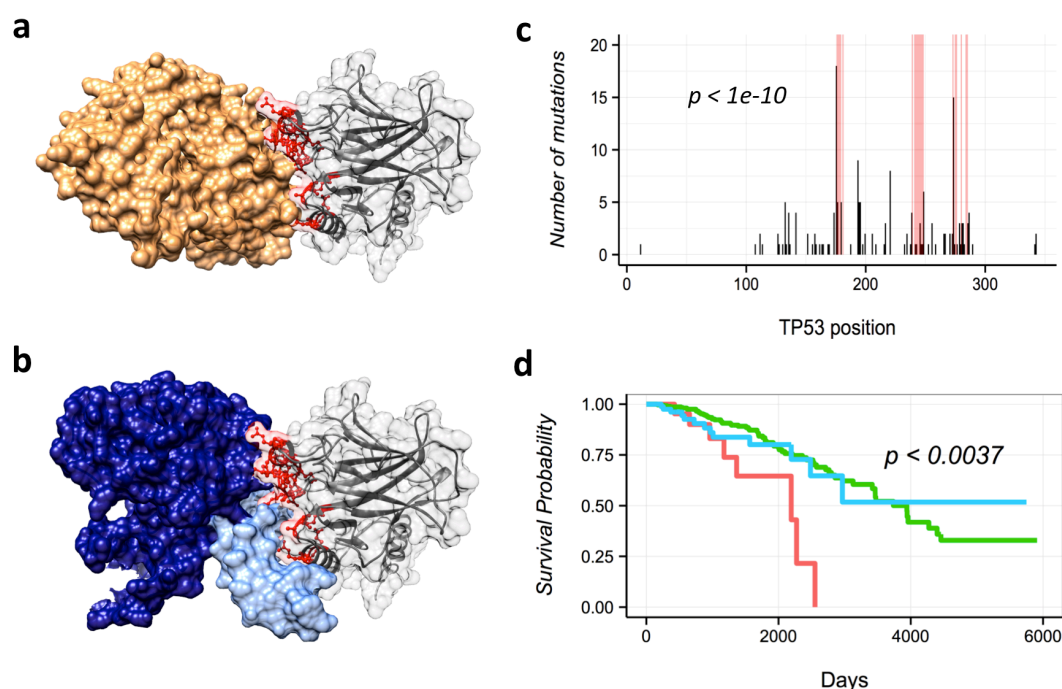 a
b
c
Number of mutations
20
15
10
5
0
p < 1e-10
0
100
200
300
TP53 position
d
Survival Probability
1.00
0.75
0.50
0.25
0.00
p < 0.0037
0
2000
4000
6000
Days